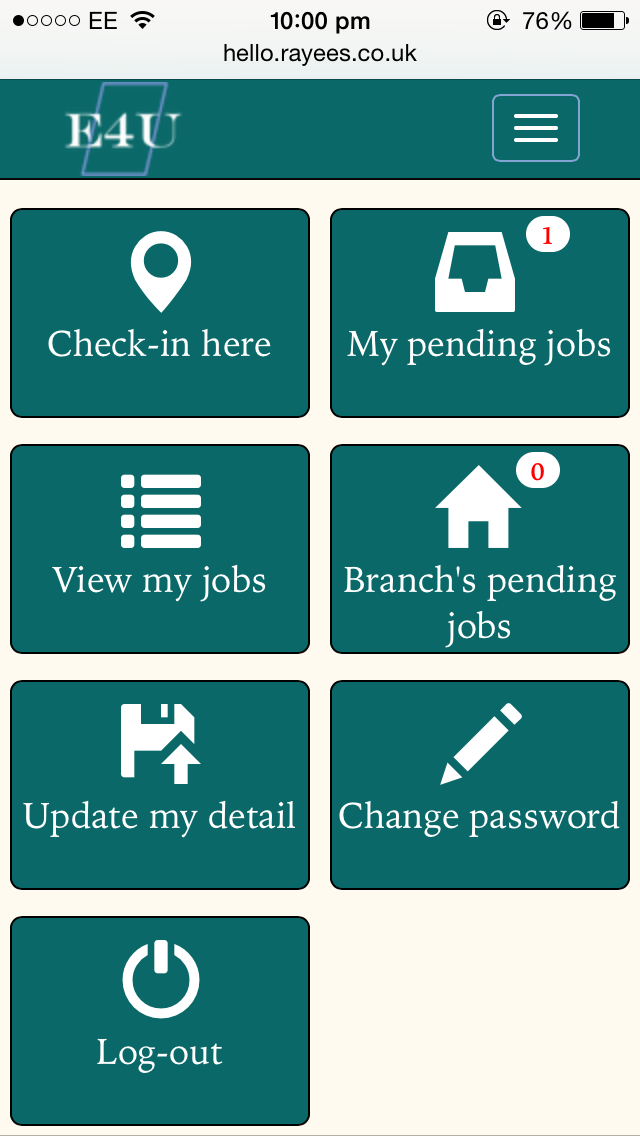 EE 10:00 pm 76%
hello.rayees.co.uk
E4U
Check-in here
1
My pending jobs
View my jobs
0
Branch's pending
jobs
Update my detail
Change password
Log-out